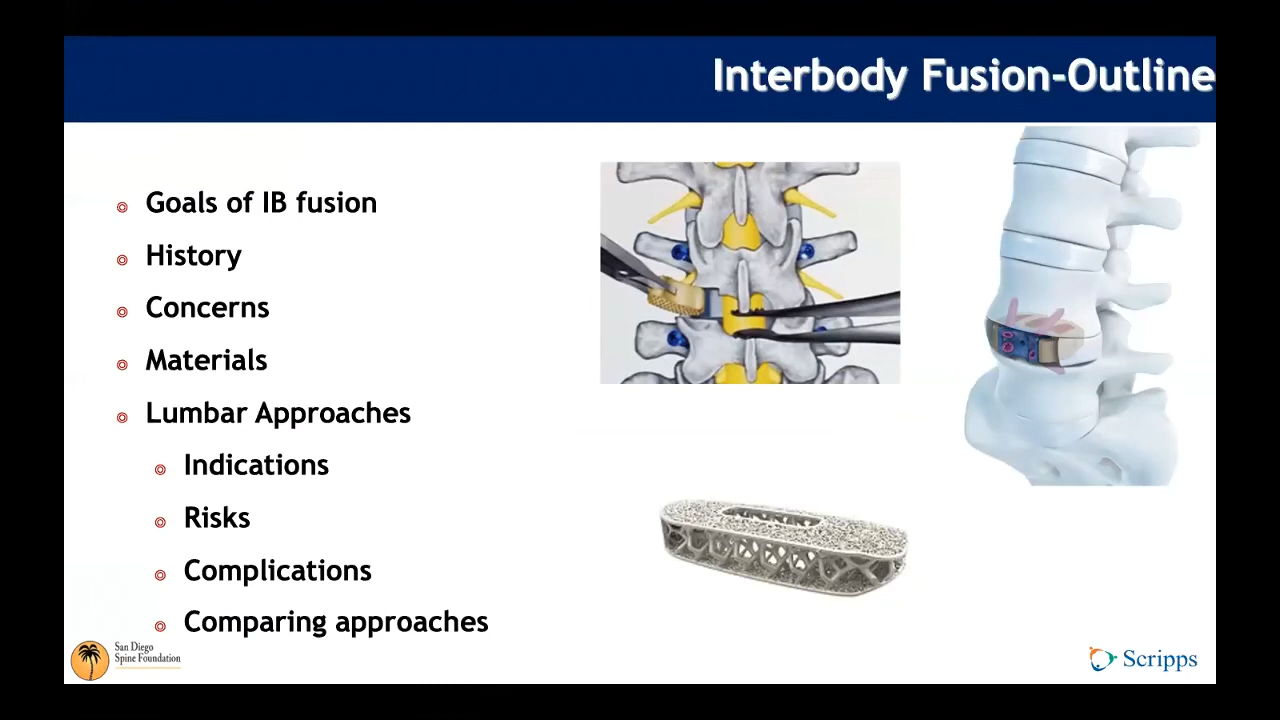 Interbody Fusion-Outline
Goals of IB fusion
History
Concerns
Materials
Lumbar Approaches
Indications
Risks
Complications
Comparing approaches
San Diego
Spine Foundation
Scripps